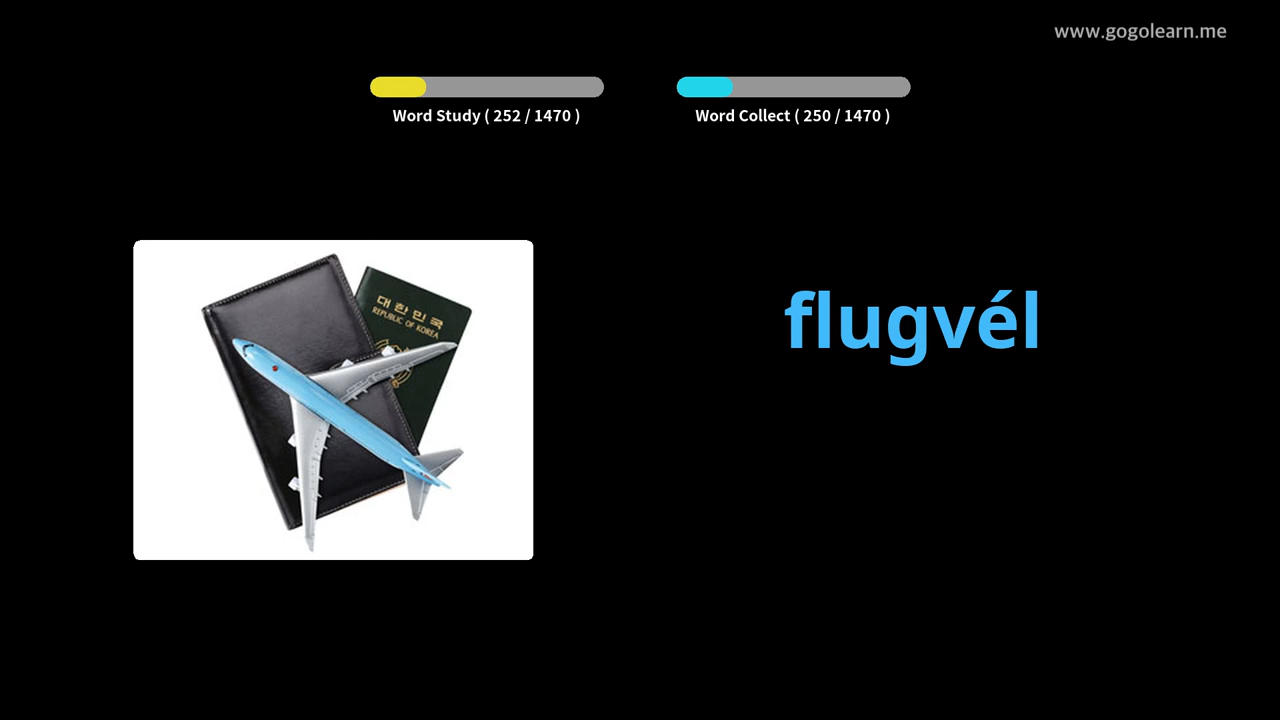 www.gogolearn.me
Word Study ( 252 / 1470 )
Word Collect ( 250 / 1470 )
대한민국
REPUBLIC OF KOREA
flugvél